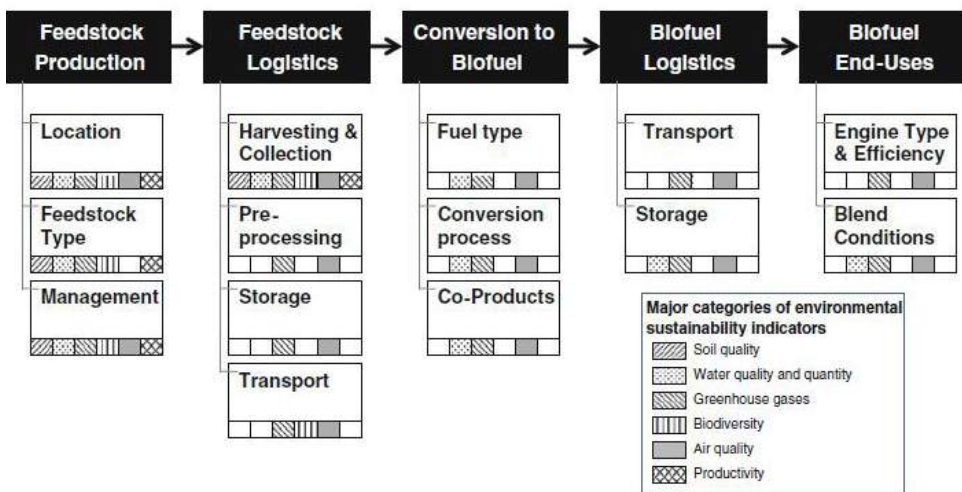 Feedstock
Production
Feedstock
Logistics
Conversion to
Biofuel
Biofuel
Logistics
Biofuel
End-Uses
Location
Feedstock
Type
Management
Harvesting &
Collection
Pre-
processing
Storage
Transport
Fuel type
Conversion
process
Co-Products
Transport
Storage
Engine Type
& Efficiency
Blend
Conditions
Major categories of environmental
sustainability indicators
Soil quality
Water quality and quantity
Greenhouse gases
Biodiversity
Air quality
Productivity